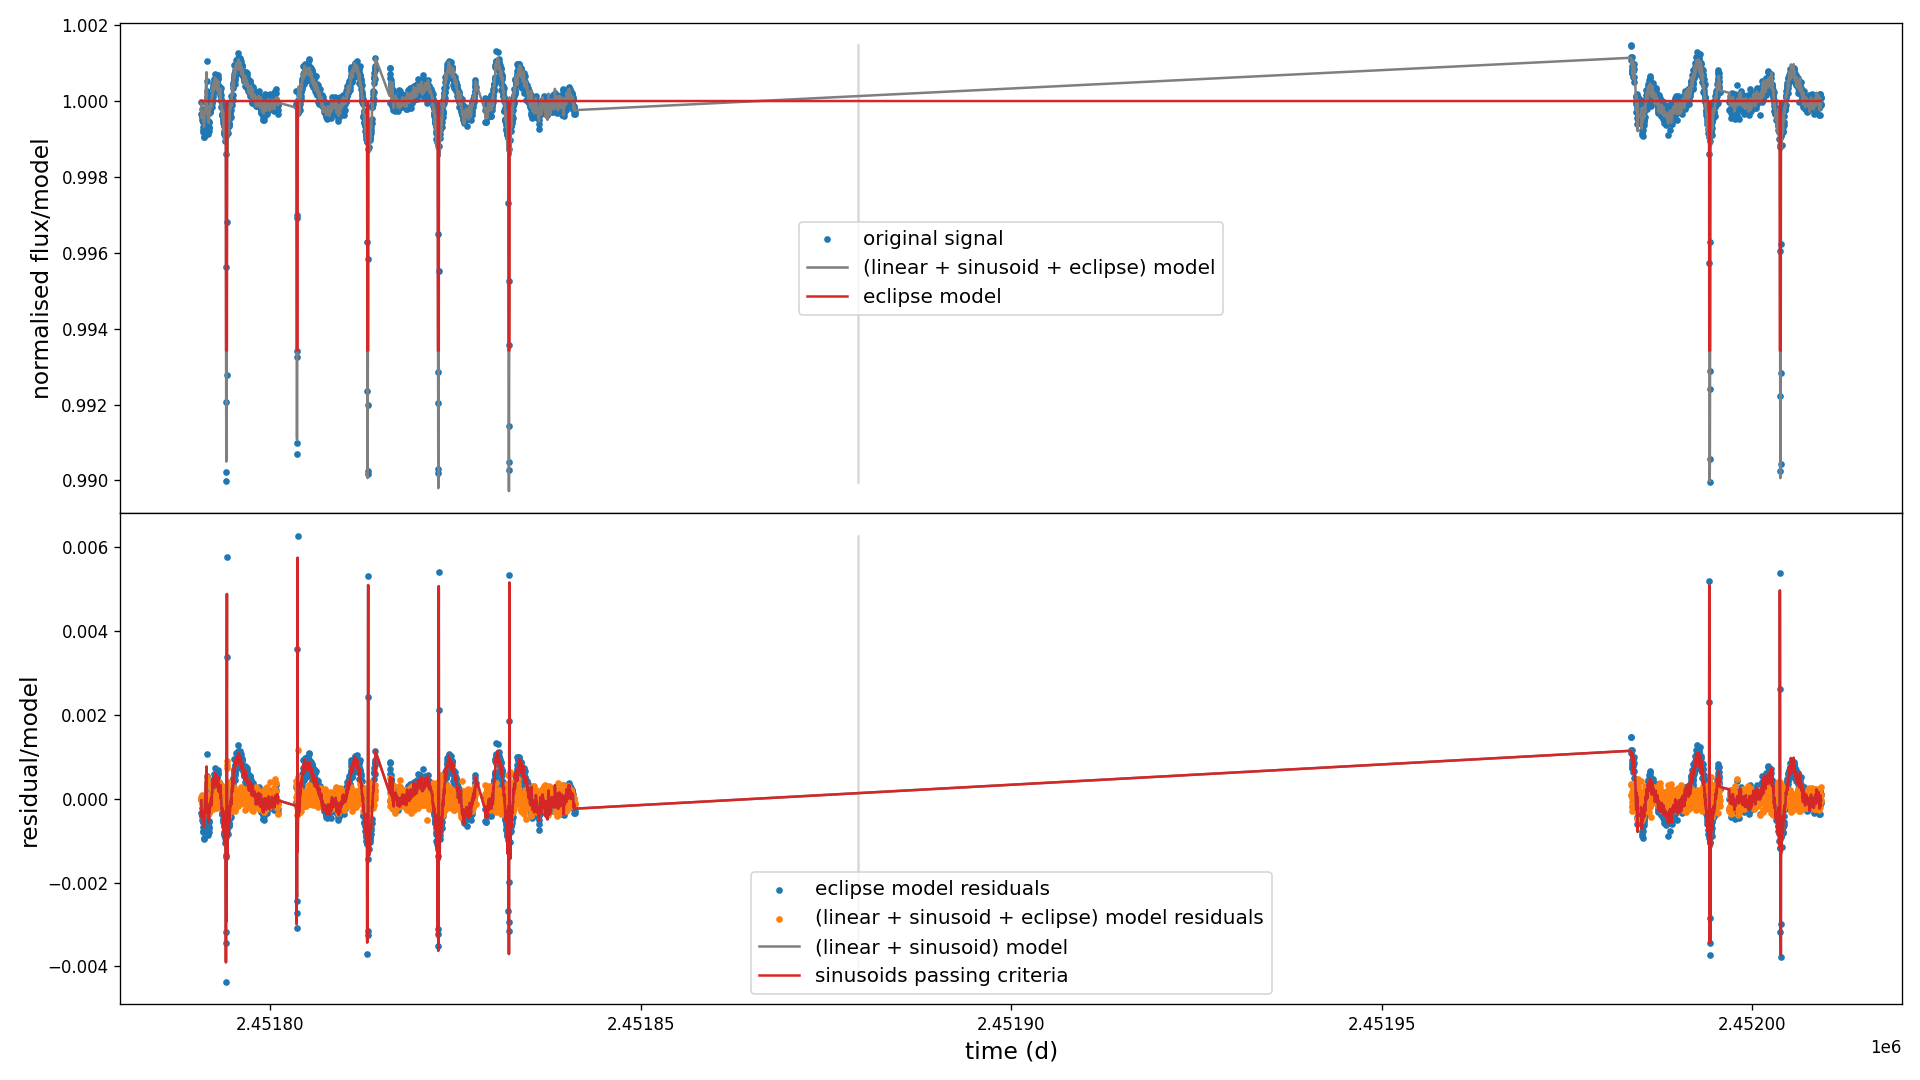 1.002
1.000
0.998
0.996
0.994
0.992
0.990
normalised flux/model
original signal
(linear + sinusoid + eclipse) model
eclipse model
0.006
0.004
0.002
0.000
−0.002
−0.004
residual/model
eclipse model residuals
(linear + sinusoid + eclipse) model residuals
(linear + sinusoid) model
sinusoids passing criteria
2.45180 2.45185 2.45190 2.45195 2.45200
time (d)
1e6